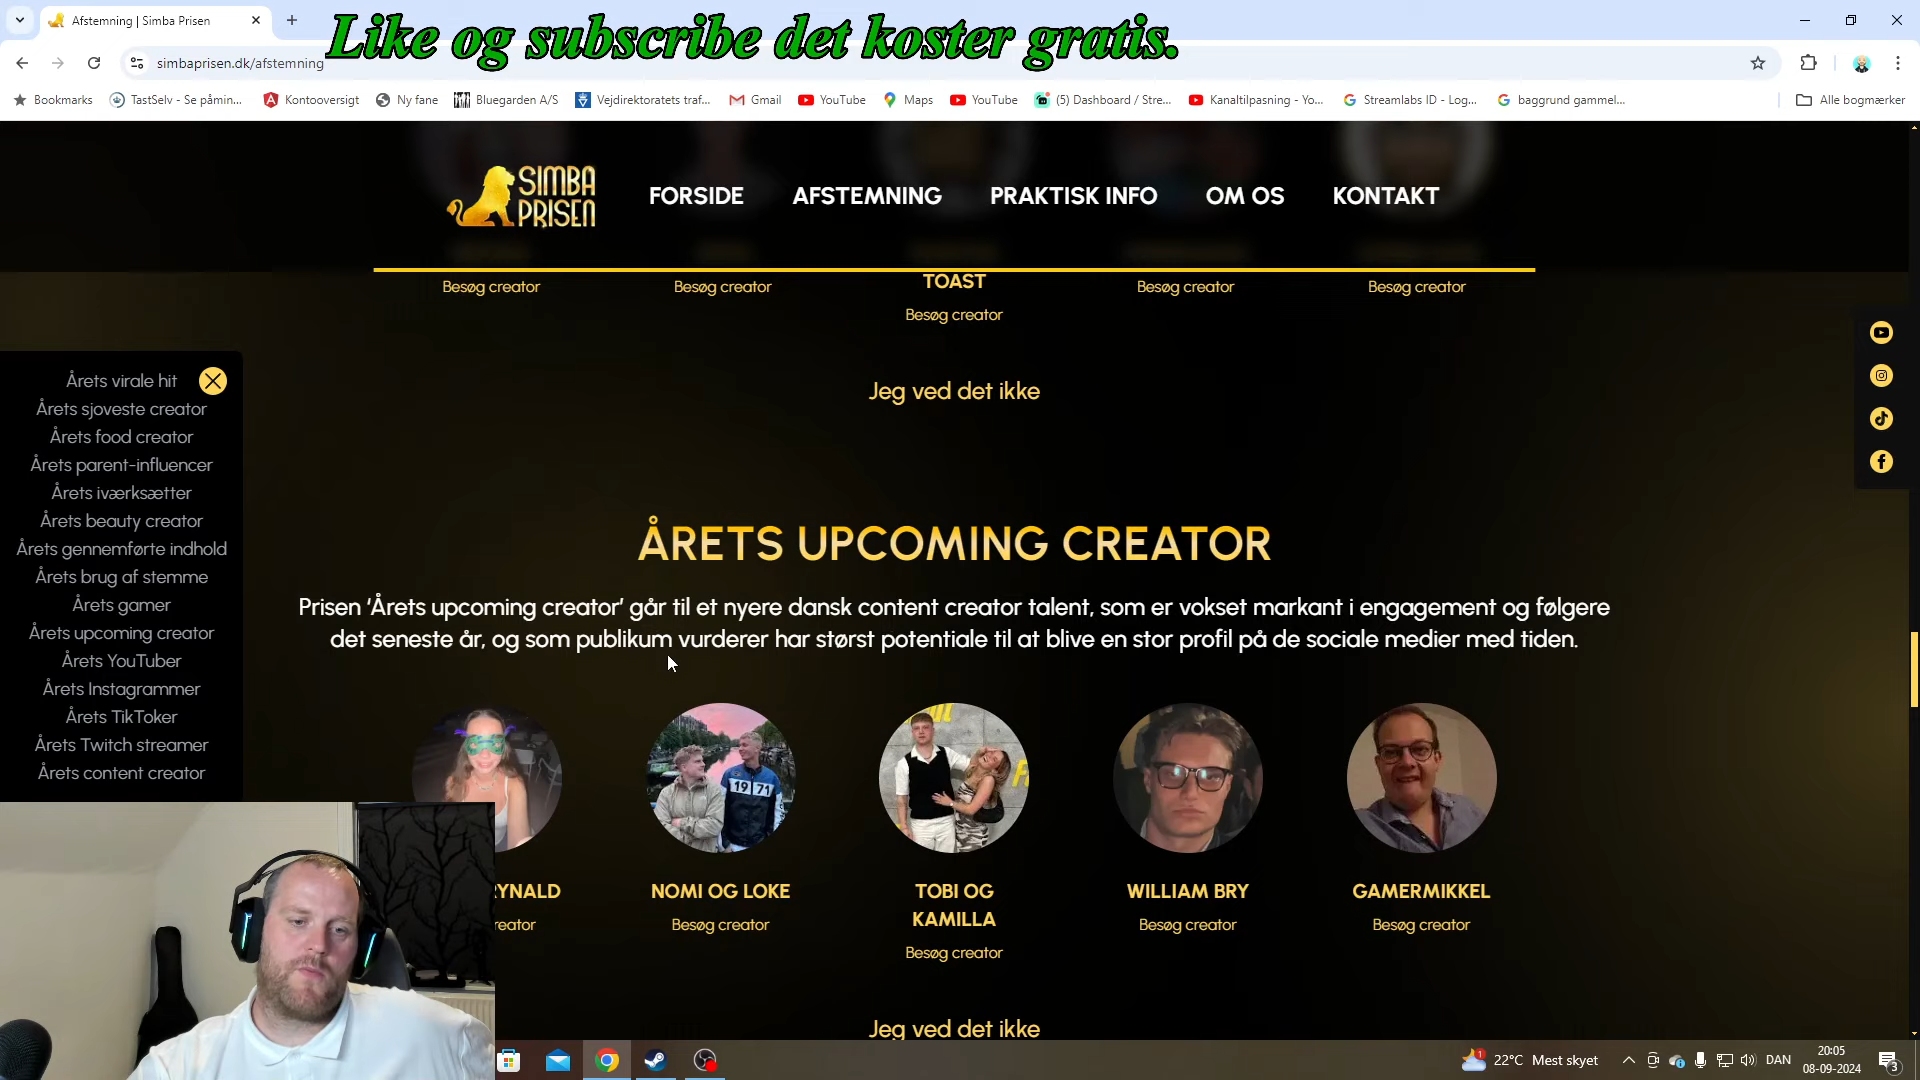 Afstemning | Simba Prisen
Like og subscribe det koster gratis.
simbaprisen.dk/afstemning
Bookmarks
TastSelv - Se påmin...
Kontooversigt
Ny fane
Bluegarden A/S
Vejdirektoratets traf...
Gmail
YouTube
Maps
YouTube
(5) Dashboard / Stre...
Kanaltilpasning - Yo...
Streamlabs ID - Log...
baggrund gammel...
Alle bogmærker
SIMBA
PRISEN
FORSIDE
AFSTEMNING
PRAKTISK INFO
OM OS
KONTAKT
TOAST
Besøg creator
Besøg creator
Besøg creator
Besøg creator
Besøg creator
Jeg ved det ikke
Årets virale hit
Årets sjoveste creator
Årets food creator
Årets parent-influencer
Årets iværksætter
Årets beauty creator
Årets gennemførte indhold
Årets brug af stemme
Årets gamer
Årets upcoming creator
Årets YouTuber
Årets Instagrammer
Årets TikToker
Årets Twitch streamer
Årets content creator
ÅRETS UPCOMING CREATOR
Prisen 'Årets upcoming creator' går til et nyere dansk content creator talent, som er vokset markant i engagement og følgere
det seneste år, og som publikum vurderer har størst potentiale til at blive en stor profil på de sociale medier med tiden.
1971
YNALD
reator
NOMI OG LOKE
Besøg creator
TOBI OG
KAMILLA
Besøg creator
WILLIAM BRY
Besøg creator
GAMERMIKKEL
Besøg creator
Jeg ved det ikke
1
22°C Mest skyet
DAN
20:05
08-09-2024
3